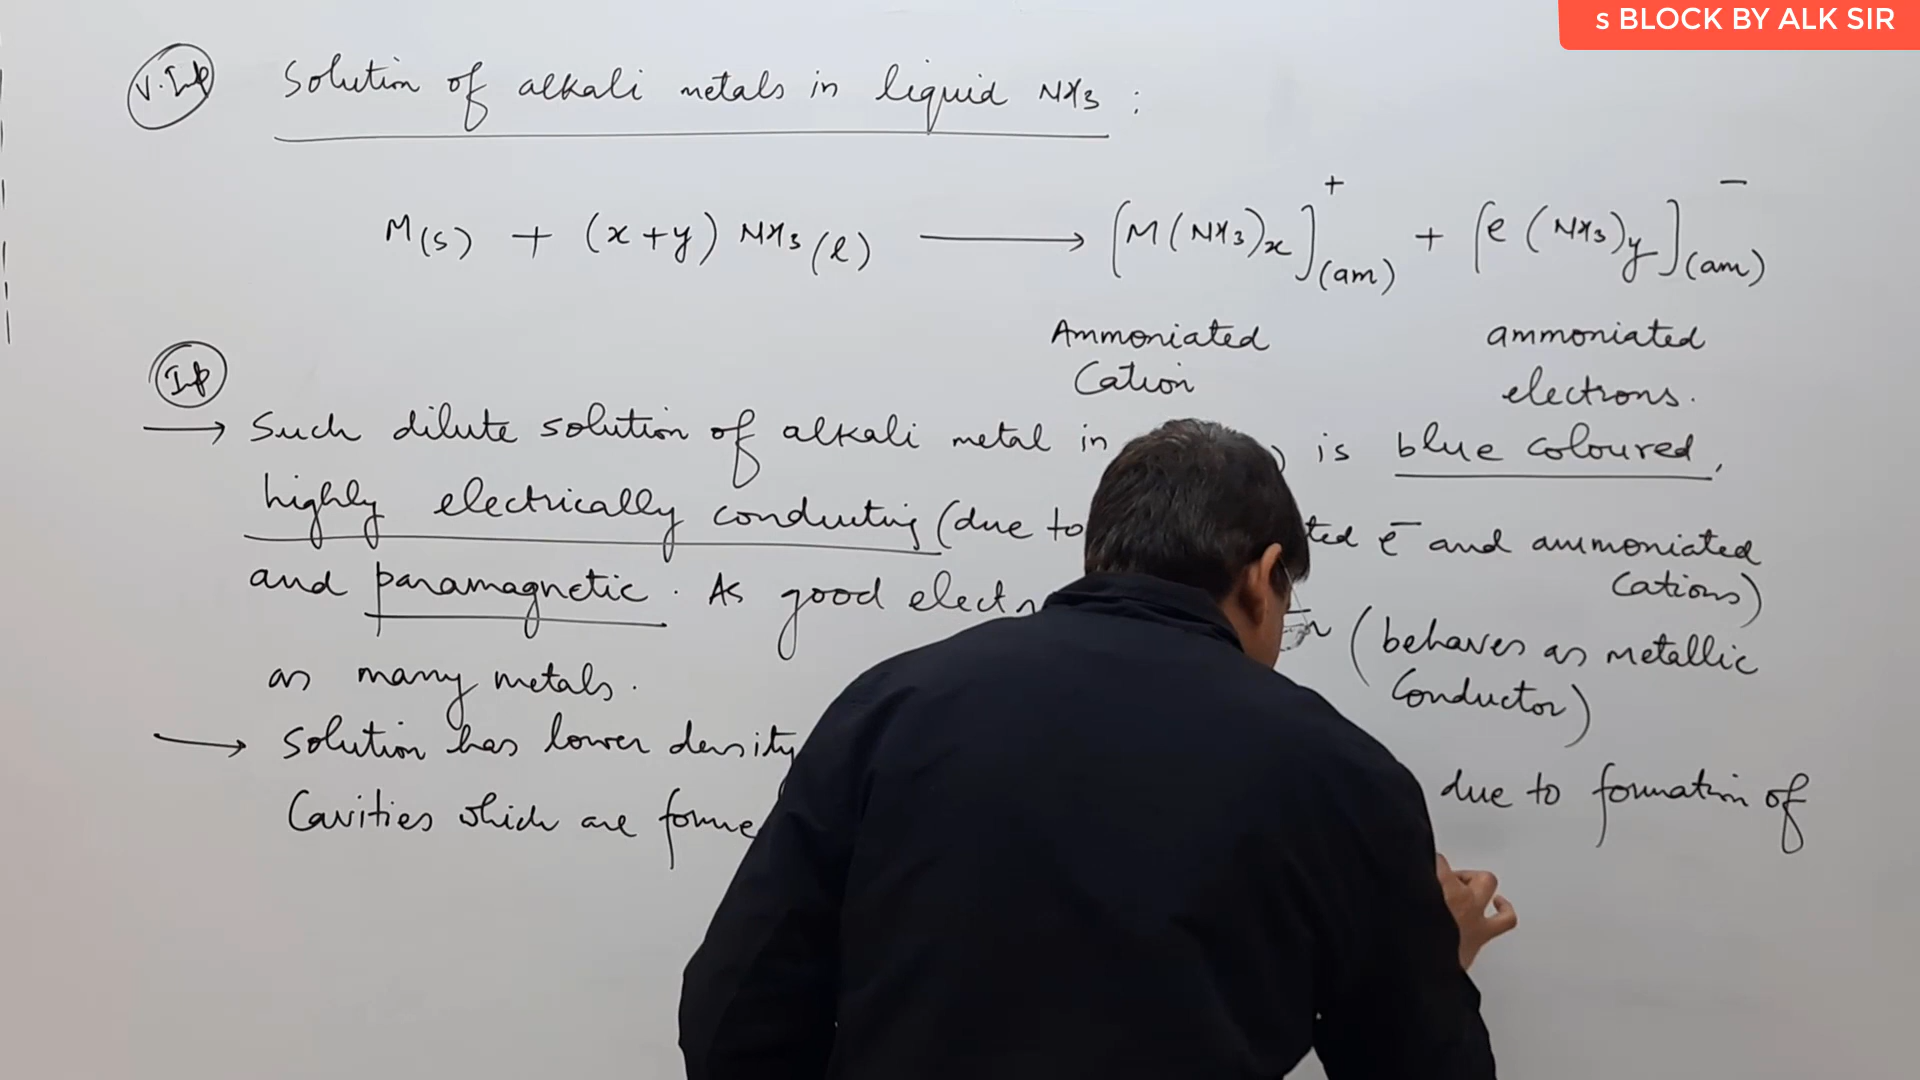 s BLOCK BY ALK SIR
V. Imp Solution of alkali metals in liquid NH3 :
M(s) + (x+y) NH3(l) ⟶ [M(NH3)x]+(am) + [e(NH3)y]−(am)
Ammoniated Cation
ammoniated electrons.
Imp
→ Such dilute solution of alkali metal in is blue coloured,
highly electrically conducting (due to e− and ammoniated cations)
and paramagnetic. As good (behaves as metallic Conductor)
as many metals.
→ Solution has lower density due to formation of
Cavities which are